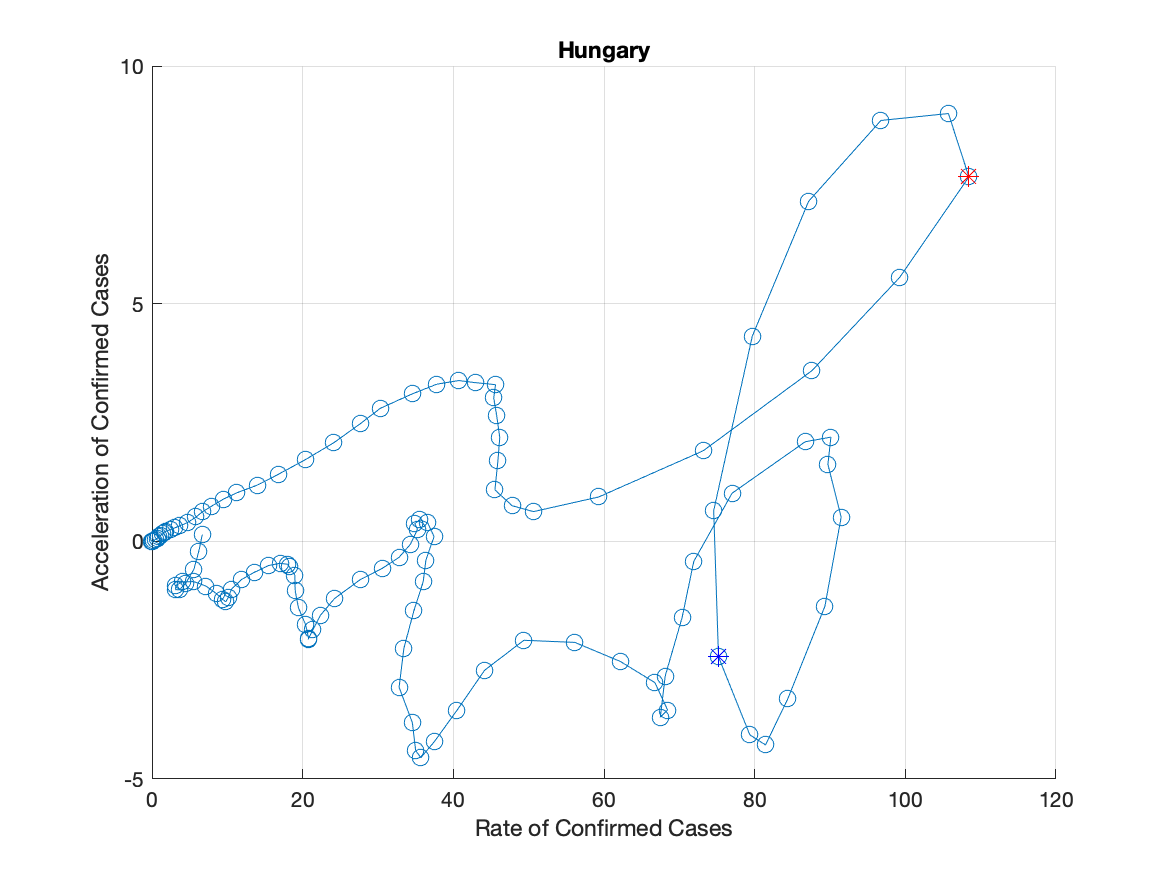 Hungary
10
5
0
-5
Acceleration of Confirmed Cases
0 20 40 60 80 100 120
Rate of Confirmed Cases